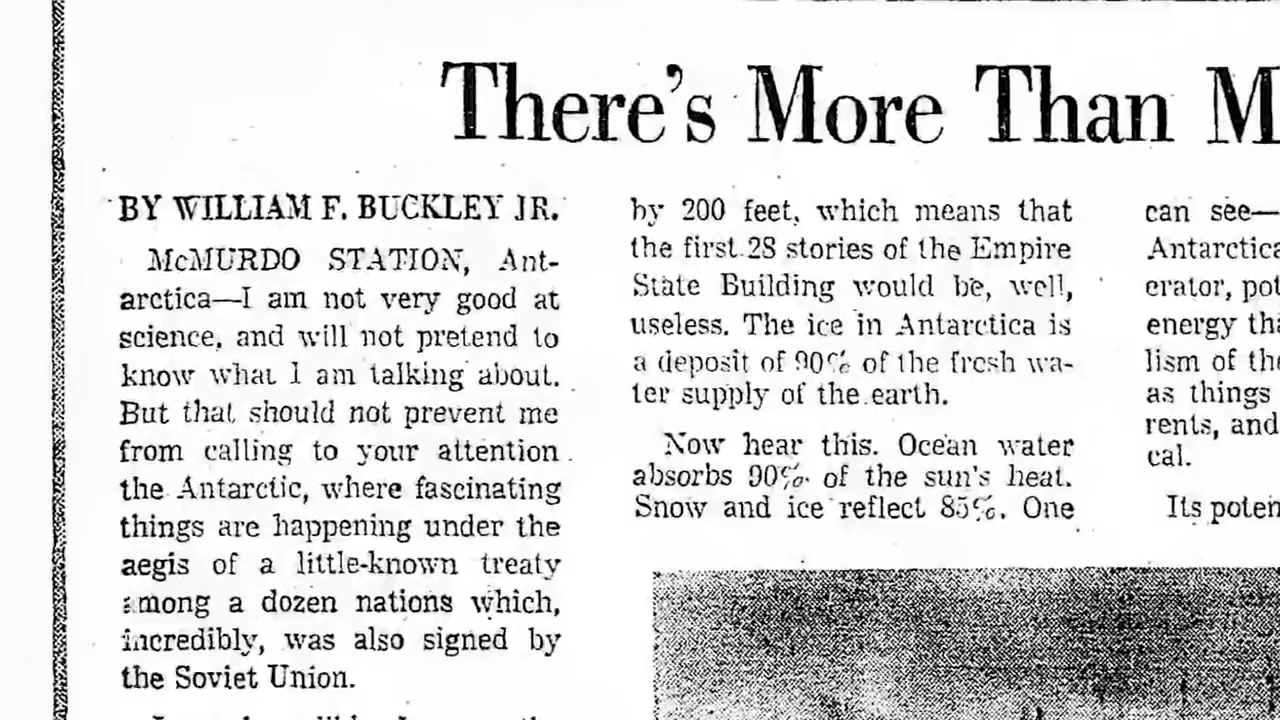 There's More Than M
BY WILLIAM F. BUCKLEY JR.
McMURDO STATION, Ant-
arctica—I am not very good at
science, and will not pretend to
know what I am talking about.
But that should not prevent me
from calling to your attention
the Antarctic, where fascinating
things are happening under the
aegis of a little-known treaty
among a dozen nations which,
incredibly, was also signed by
the Soviet Union.
by 200 feet, which means that
the first 28 stories of the Empire
State Building would be, well,
useless. The ice in Antarctica is
a deposit of 90% of the fresh wa-
ter supply of the earth.
Now hear this. Ocean water
absorbs 90% of the sun's heat.
Snow and ice reflect 85%. One
can see—
Antarctica
erator, pot
energy thi
lism of the
as things
rents, and
cal.
Its poten